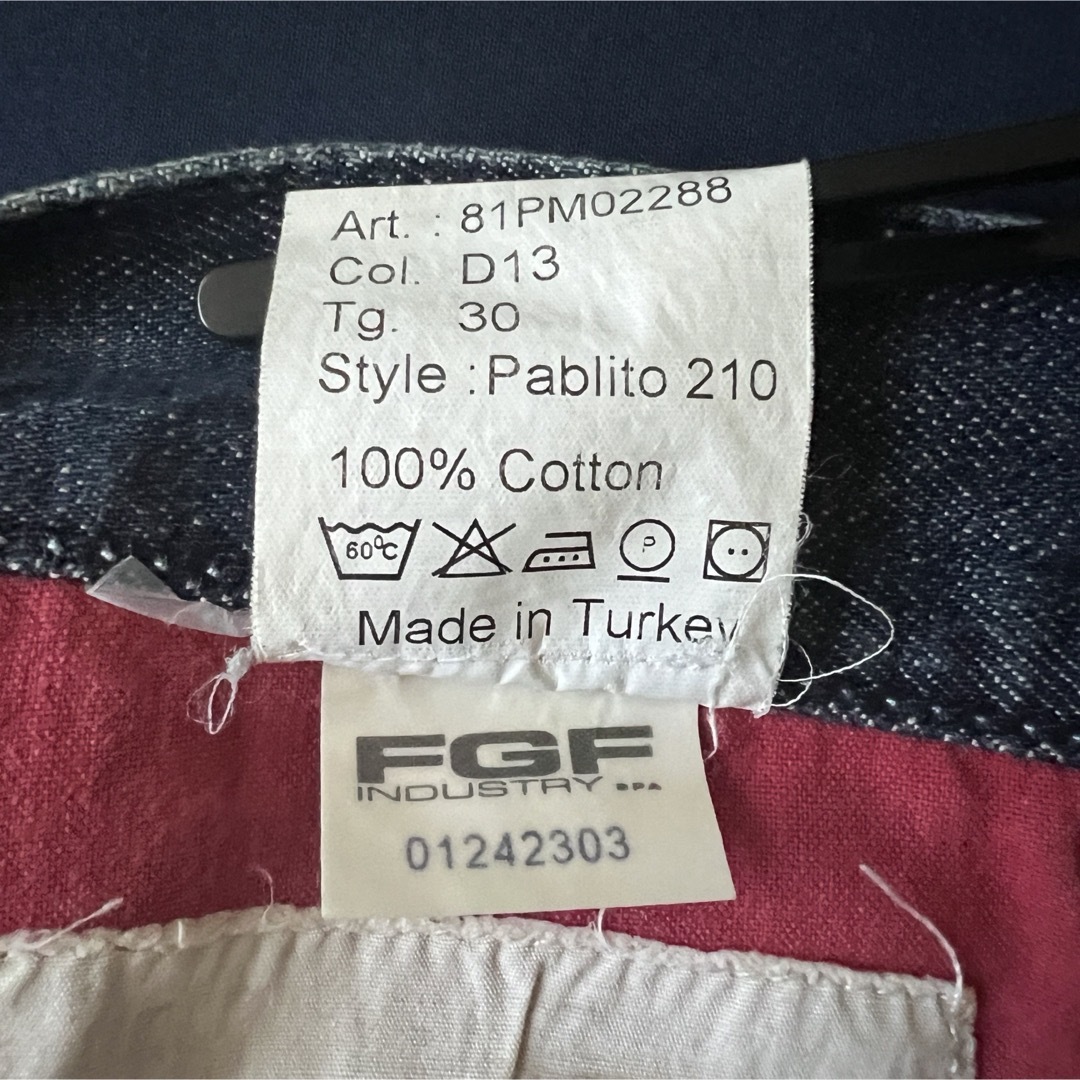 Art. : 81PM02288
Col. D13
Tg. 30
Style : Pablito 210
100% Cotton
60°C P
Made in Turkey
FGF
INDUSTRY SPA
01242303